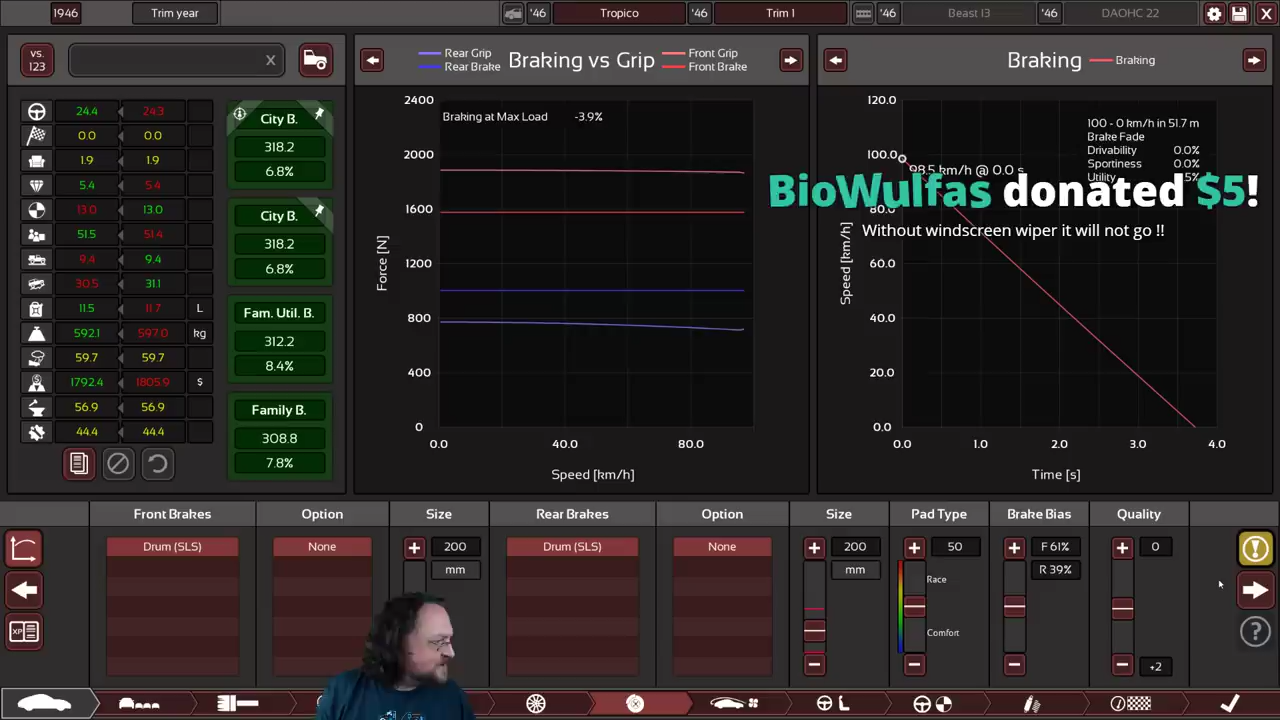 1946
Trim year
'46
Tropico
'46
Trim 1
'46
Beast I3
'46
DAOHC 22
vs.
123
X
24.4 24.3
0.0 0.0
1.9 1.9
5.4 5.4
13.0 13.0
51.5 51.4
9.4 9.4
30.5 31.1
11.5 11.7 L
592.1 597.0 kg
59.7 59.7
1792.4 1805.9 $
56.9 56.9
44.4 44.4
City B.
318.2
6.8%
City B.
318.2
6.8%
Fam. Util. B.
312.2
8.4%
Family B.
308.8
7.8%
Rear Grip
Rear Brake
Braking vs Grip
Front Grip
Front Brake
Braking at Max Load -3.9%
2400
2000
1600
1200
800
400
0
Force [N]
0.0 40.0 80.0
Speed [km/h]
Braking
Braking
120.0
100.0
80.0
60.0
40.0
20.0
0.0
Speed [km/h]
98.5 km/h @ 0.0 s
100 - 0 km/h in 51.7 m
Brake Fade
Drivability 0.0%
Sportiness 0.0%
Utility
5%
BioWulfas donated $5!
Without windscreen wiper it will not go !!
0.0 1.0 2.0 3.0 4.0
Time [s]
Front Brakes
Option
Size
Rear Brakes
Option
Size
Pad Type
Brake Bias
Quality
Drum (SLS)
None
200
mm
Drum (SLS)
None
200
mm
50
Race
Comfort
F 61%
R 39%
0
+2
XP